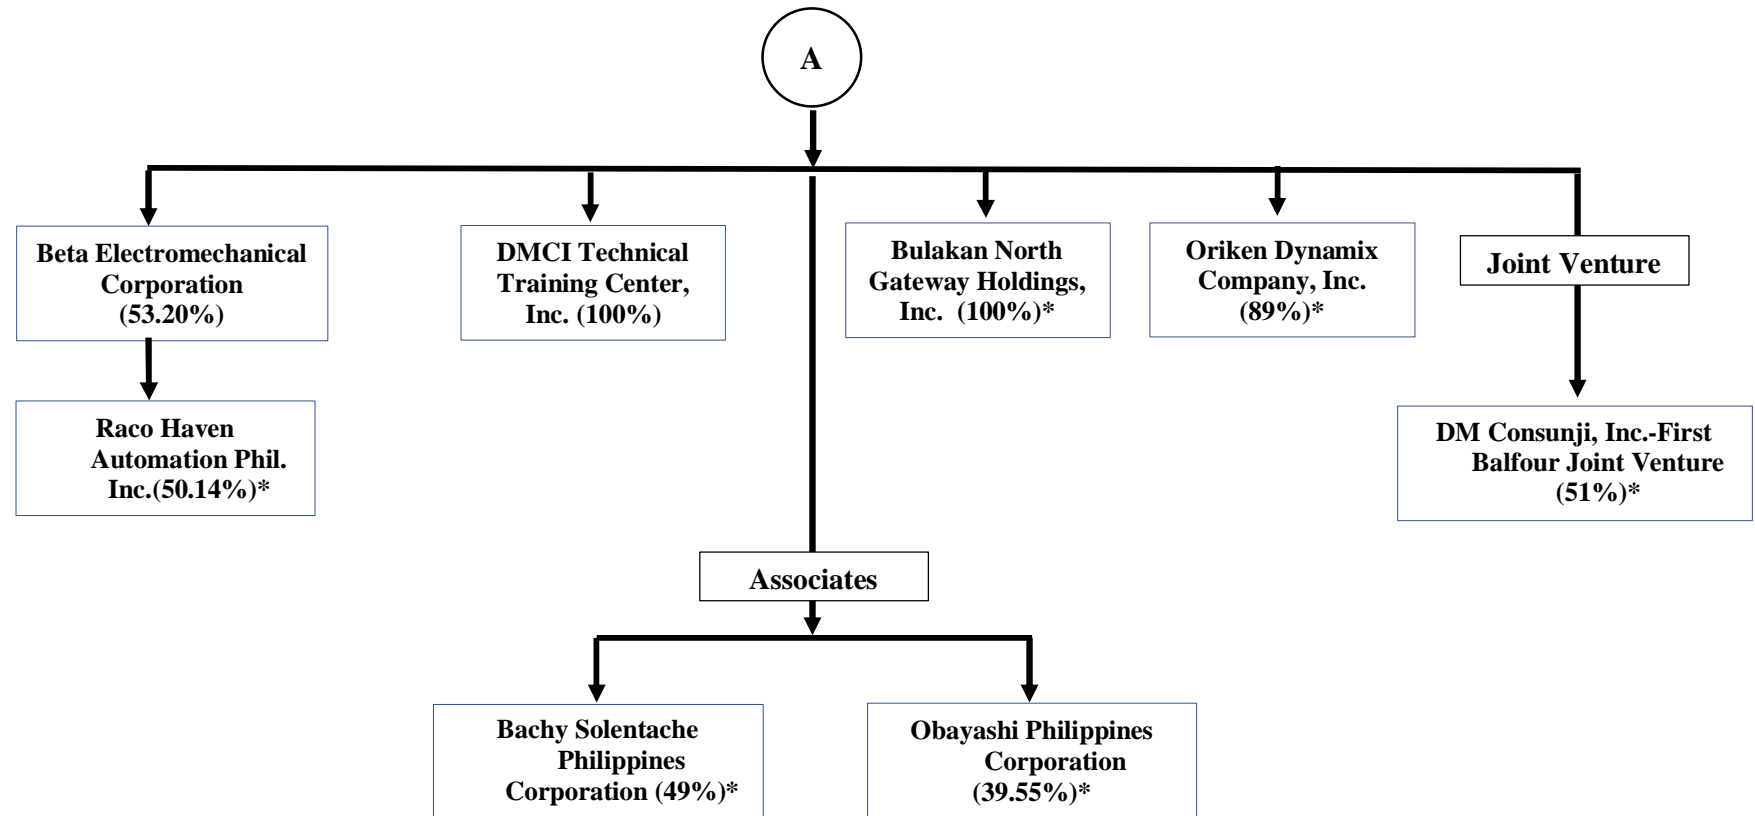 A
Beta Electromechanical
Corporation
(53.20%)
DMCI Technical
Training Center,
Inc. (100%)
Bulakan North
Gateway Holdings,
Inc. (100%)*
Oriken Dynamix
Company, Inc.
(89%)*
Joint Venture
Raco Haven
Automation Phil.
Inc.(50.14%)*
DM Consunji, Inc.-First
Balfour Joint Venture
(51%)*
Associates
Bachy Solentache
Philippines
Corporation (49%)*
Obayashi Philippines
Corporation
(39.55%)*